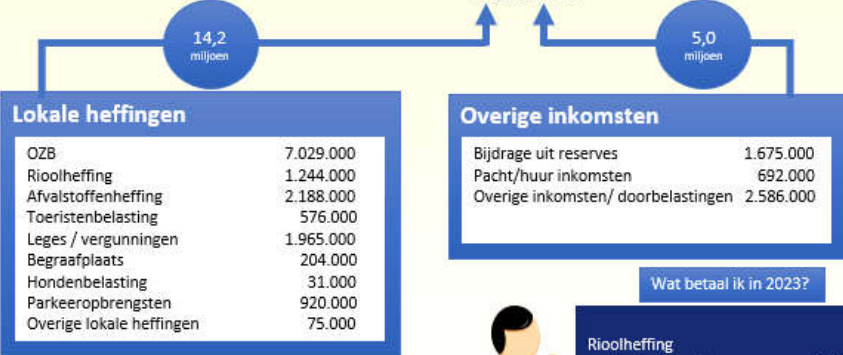 14,2
miljoen
5,0
miljoen
Lokale heffingen
OZB 7.029.000
Rioolheffing 1.244.000
Afvalstoffenheffing 2.188.000
Toeristenbelasting 576.000
Leges / vergunningen 1.965.000
Begraafplaats 204.000
Hondenbelasting 31.000
Parkeeropbrengsten 920.000
Overige lokale heffingen 75.000
Overige inkomsten
Bijdrage uit reserves 1.675.000
Pacht/huur inkomsten 692.000
Overige inkomsten/ doorbelastingen 2.586.000
Wat betaal ik in 2023?
Rioolheffing